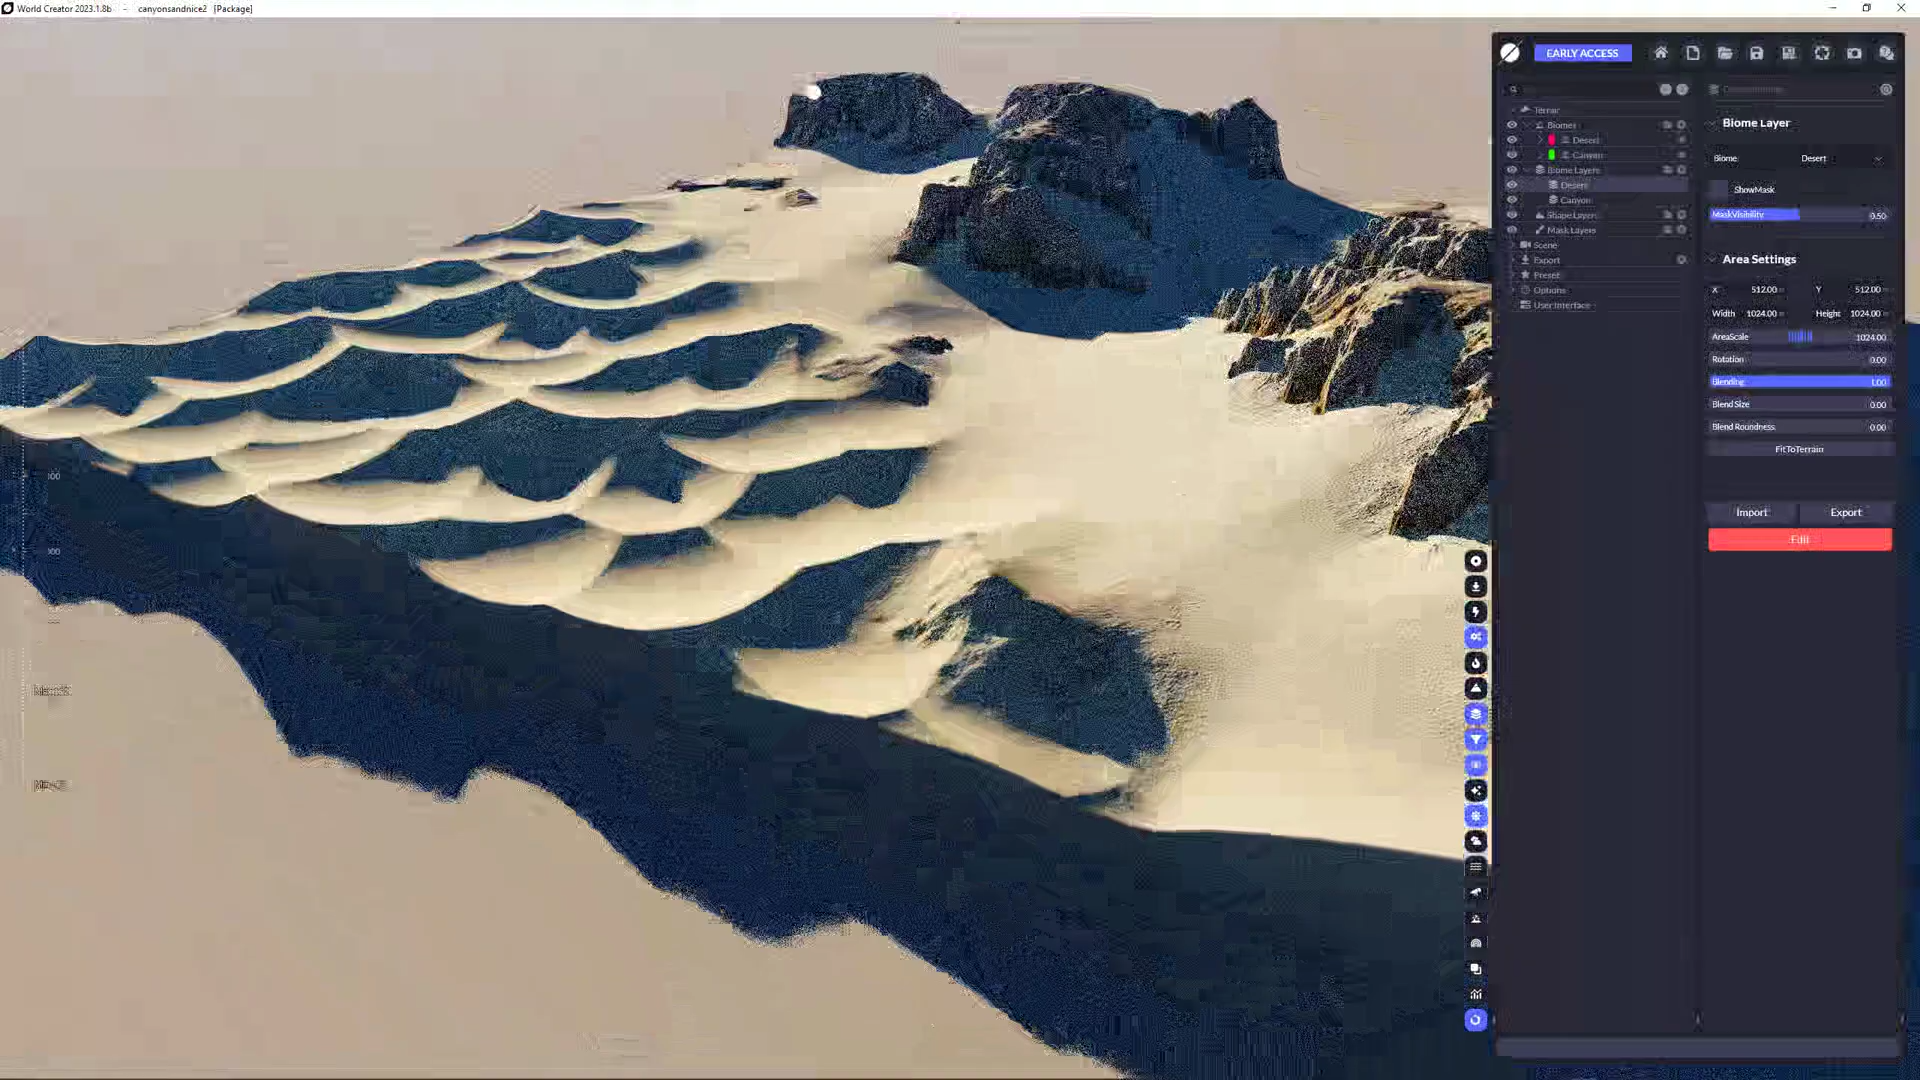 World Creator 2023.1.8b - canyonsandnice2 [Package]
EARLY ACCESS
Terrain
Biomes
Desert
Canyon
Biome Layers
Desert
Canyon
Shape Layers
Mask Layers
Scene
Export
Preset
Options
User Interface
Biome Layer
Biome: Desert
ShowMask
MaskVisibility 0.50
Area Settings
X 512.00 Y 512.00
Width 1024.00 Height 1024.00
AreaScale 1024.00
Rotation 0.00
Blending 1.00
Blend Size 0.00
Blend Roundness 0.00
FitToTerrain
Import Export
Edit